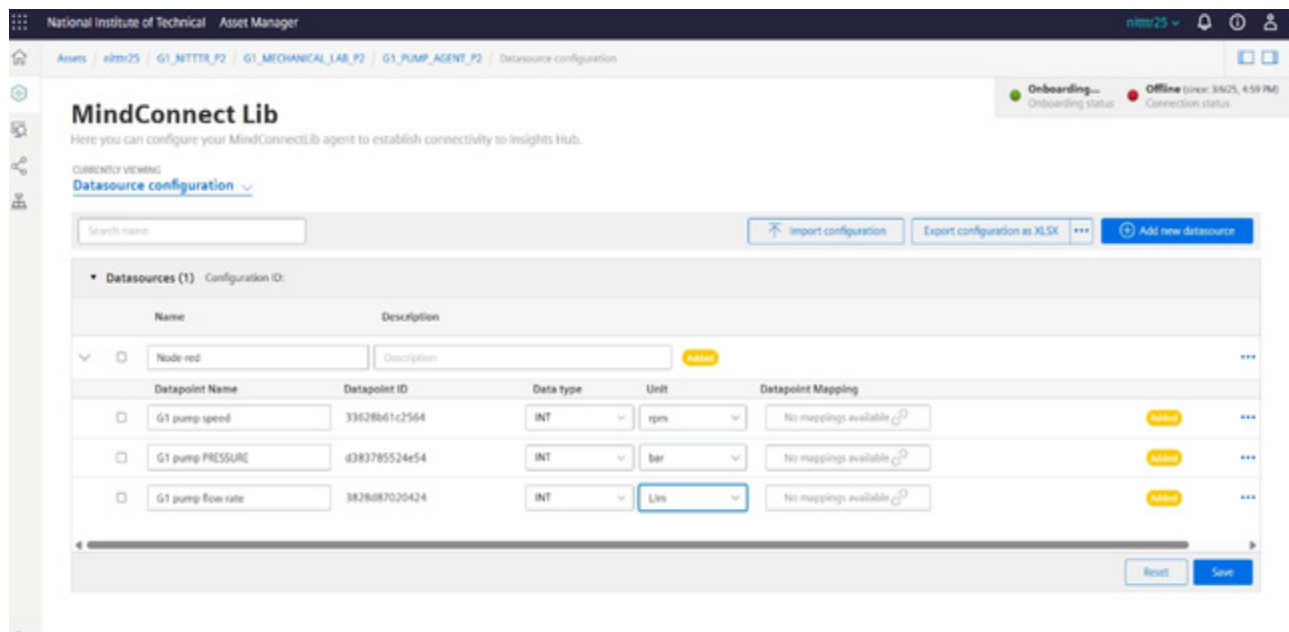 National Institute of Technical Asset Manager
nitttr25
Assets / nitttr25 / G1_NITTTR_P2 / G1_MECHANICAL_LAB_P2 / G1_PUMP_AGENT_P2 / Datasource configuration
Onboarding...
Onboarding status
Offline (since: 3/6/25, 4:59 PM)
Connection status
MindConnect Lib
Here you can configure your MindConnectLib agent to establish connectivity to Insights Hub.
CURRENTLY VIEWING
Datasource configuration
Search name
Import configuration
Export configuration as XLSX
Add new datasource
Datasources (1) Configuration ID:
Name Description
Node-red Description Added
Datapoint Name Datapoint ID Data type Unit Datapoint Mapping
G1 pump speed 33628b61c2564 INT rpm No mappings available Added
G1 pump PRESSURE d383785524e54 INT bar No mappings available Added
G1 pump flow rate 3828d87020424 INT L/m No mappings available Added
Reset Save